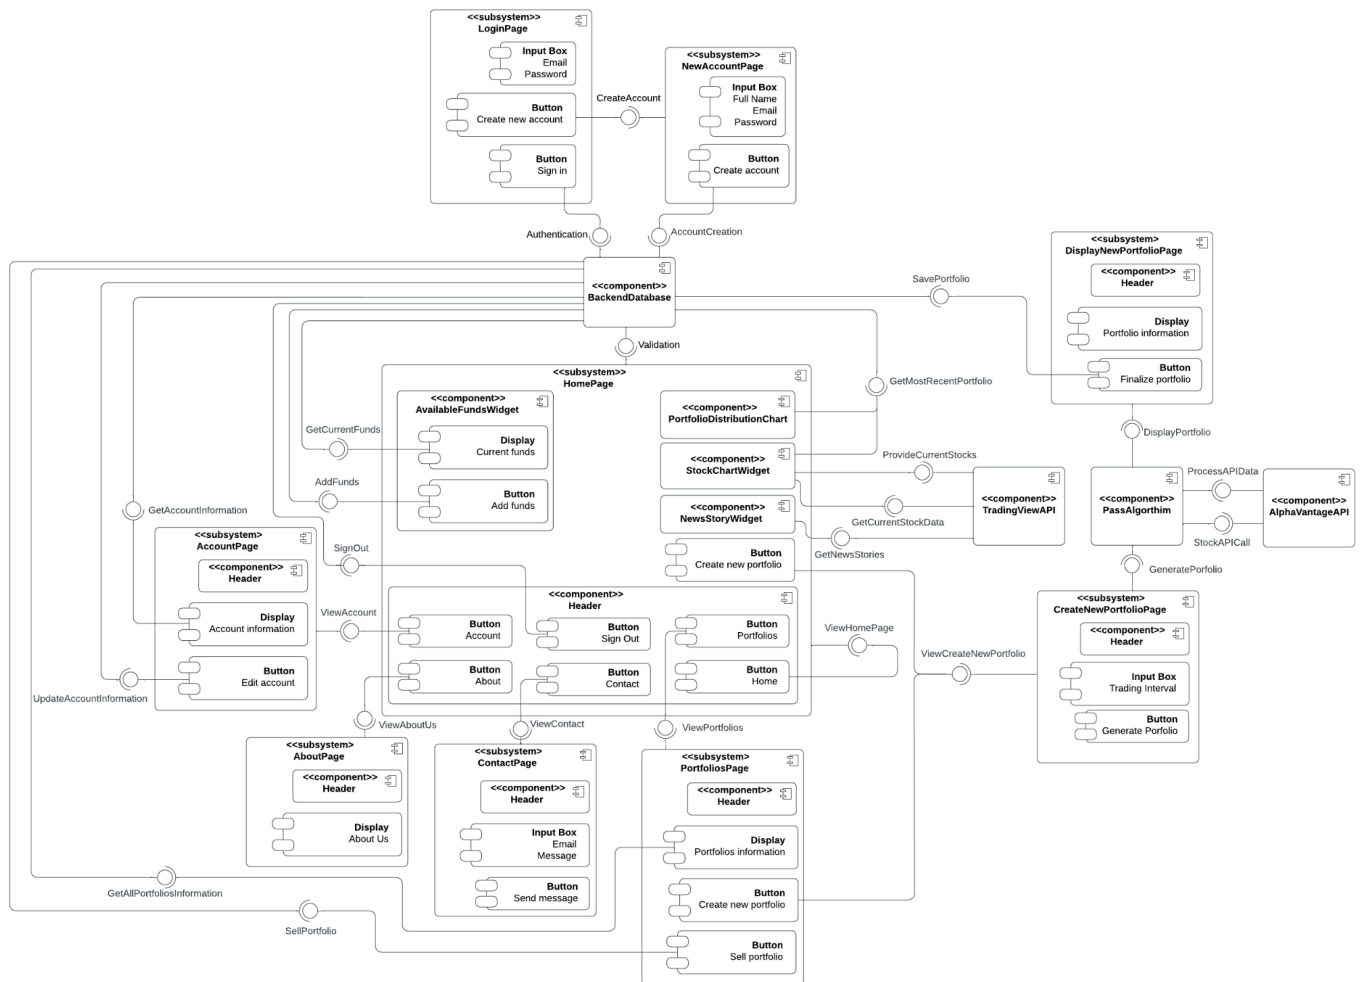 <<subsystem>>
LoginPage
Input Box
Email
Password
Button
Create new account
Button
Sign in
CreateAccount
<<subsystem>>
NewAccountPage
Input Box
Full Name
Email
Password
Button
Create account
Authentication
AccountCreation
<<component>>
BackendDatabase
Validation
SavePortfolio
<<subsystem>
DisplayNewPortfolioPage
<<component>>
Header
Display
Portfolio information
Button
Finalize portfolio
GetMostRecentPortfolio
DisplayPortfolio
<<subsystem>>
HomePage
<<component>>
AvailableFundsWidget
Display
Current funds
Button
Add funds
GetCurrentFunds
AddFunds
<<component>>
PortfolioDistributionChart
<<component>>
StockChartWidget
<<component>>
NewsStoryWidget
Button
Create new portfolio
ProvideCurrentStocks
GetCurrentStockData
GetNewsStories
<<component>>
TradingViewAPI
<<component>>
PassAlgorthim
ProcessAPIData
StockAPICall
<<component>>
AlphaVantageAPI
GeneratePorfolio
GetAccountInformation
<<subsystem>
AccountPage
<<component>>
Header
Display
Account information
Button
Edit account
SignOut
ViewAccount
UpdateAccountInformation
<<component>>
Header
Button
Account
Button
Sign Out
Button
Portfolios
Button
About
Button
Contact
Button
Home
ViewHomePage
ViewCreateNewPortfolio
<<subsystem>
CreateNewPortfolioPage
<<component>>
Header
Input Box
Trading Interval
Button
Generate Porfolio
ViewAboutUs
ViewContact
ViewPortfolios
<<subsystem>
AboutPage
<<component>>
Header
Display
About Us
<<subsystem>
ContactPage
<<component>>
Header
Input Box
Email
Message
Button
Send message
<<subsystem>
PortfoliosPage
<<component>>
Header
Display
Portfolios information
Button
Create new portfolio
Button
Sell portfolio
GetAllPortfoliosInformation
SellPortfolio